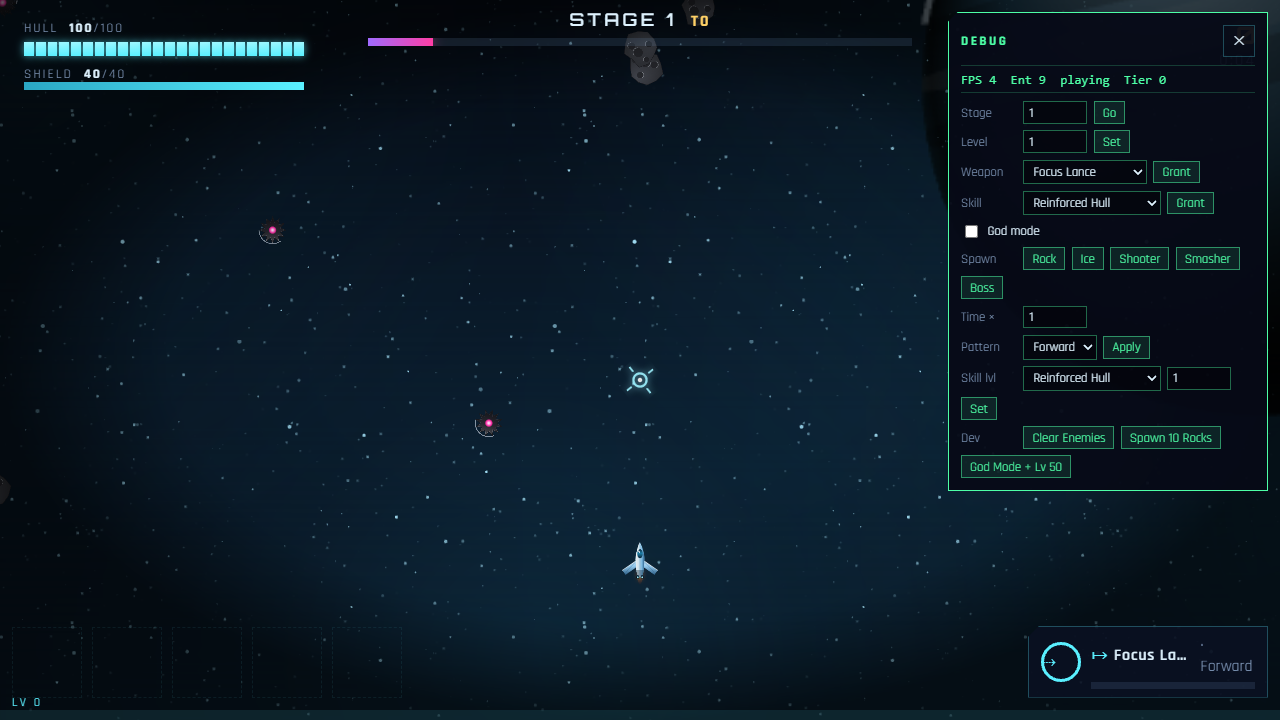 HULL 100/100
SHIELD 40/40
STAGE 1 T0
DEBUG
✕
FPS 4 Ent 9 playing Tier 0
Stage 1 Go
Level 1 Set
Weapon Focus Lance Grant
Skill Reinforced Hull Grant
God mode
Spawn Rock Ice Shooter Smasher
Boss
Time × 1
Pattern Forward Apply
Skill lvl Reinforced Hull 1
Set
Dev Clear Enemies Spawn 10 Rocks
God Mode + Lv 50
↦ Focus La… · Forward
LV 0